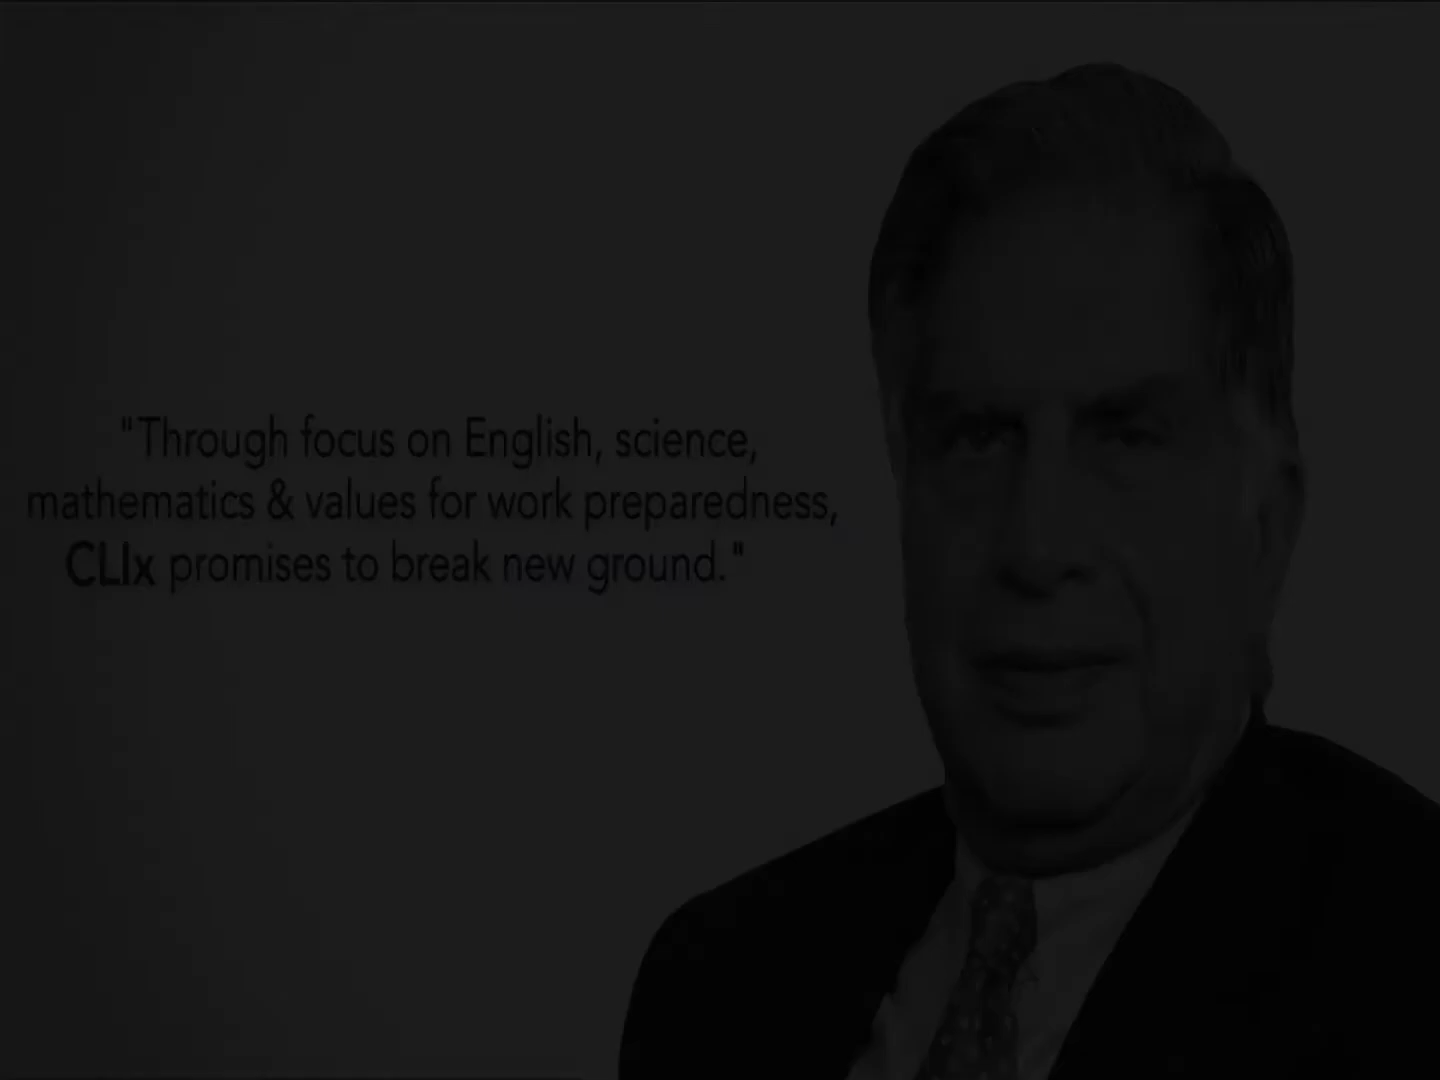 "Through focus on English, science,
mathematics & values for work preparedness,
CLIx promises to break new ground."